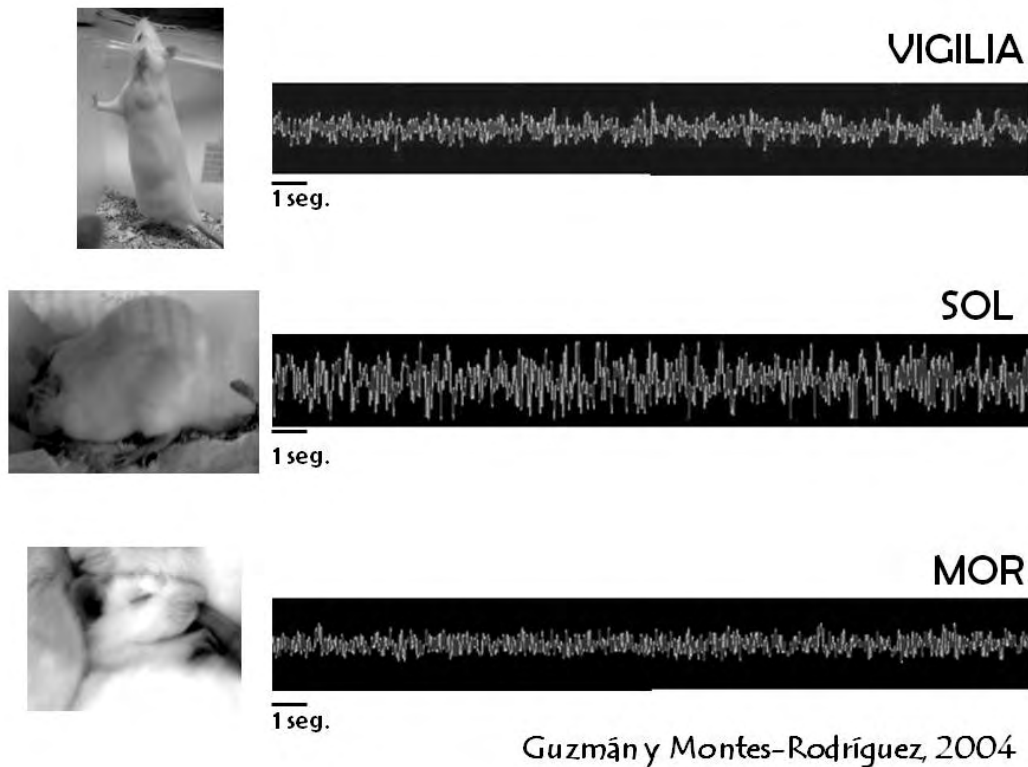 VIGILIA
1 seg.
SOL
1 seg.
MOR
1 seg.
Guzmán y Montes-Rodríguez, 2004